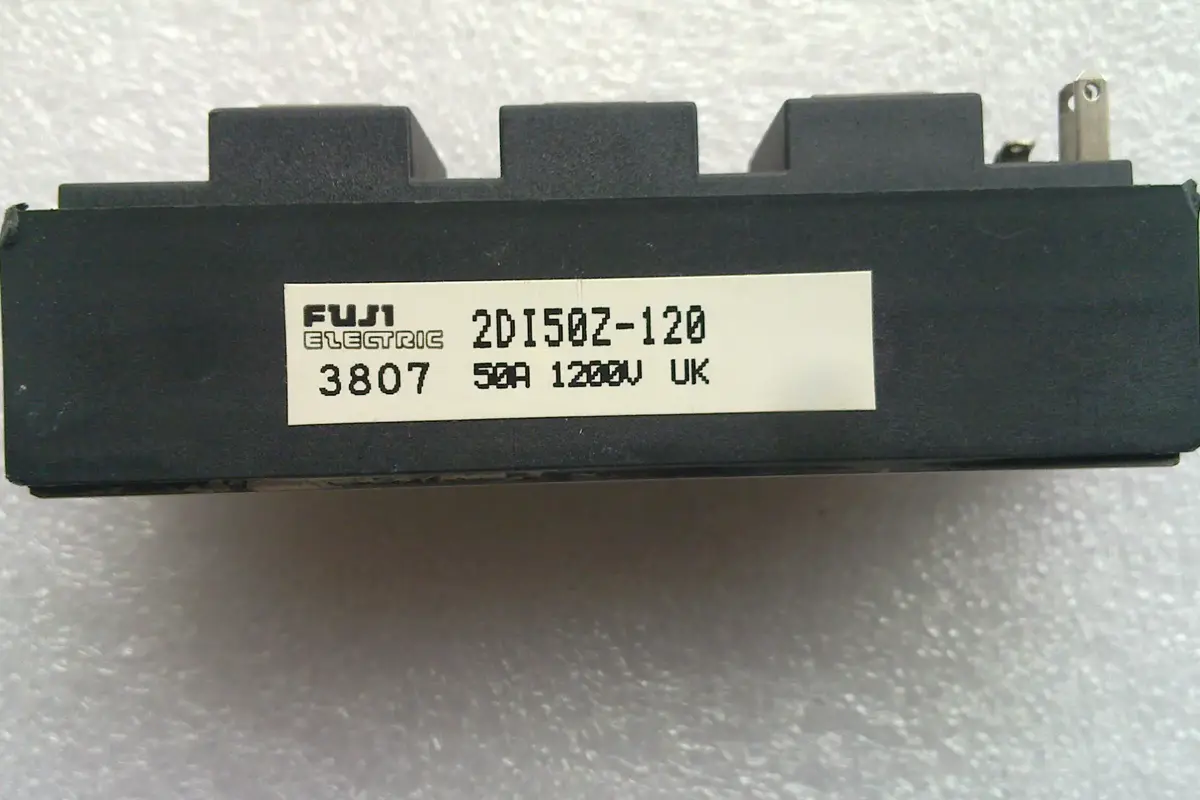 FUJI
ELECTRIC 2DI50Z-120
3807 50A 1200V UK